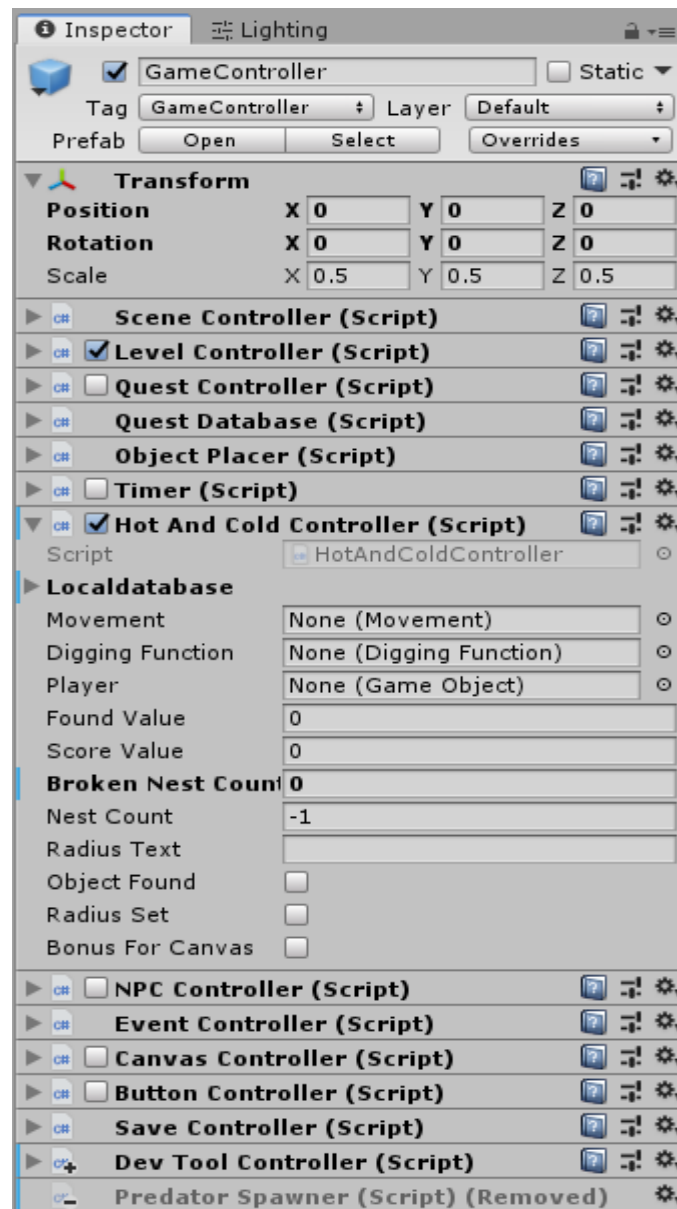 Inspector Lighting
GameController Static
Tag GameController Layer Default
Prefab Open Select Overrides
Transform
Position X 0 Y 0 Z 0
Rotation X 0 Y 0 Z 0
Scale X 0.5 Y 0.5 Z 0.5
c# Scene Controller (Script)
c# Level Controller (Script)
c# Quest Controller (Script)
c# Quest Database (Script)
c# Object Placer (Script)
c# Timer (Script)
c# Hot And Cold Controller (Script)
Script HotAndColdController
Localdatabase
Movement None (Movement)
Digging Function None (Digging Function)
Player None (Game Object)
Found Value 0
Score Value 0
Broken Nest Count 0
Nest Count -1
Radius Text
Object Found
Radius Set
Bonus For Canvas
c# NPC Controller (Script)
c# Event Controller (Script)
c# Canvas Controller (Script)
c# Button Controller (Script)
c# Save Controller (Script)
c# Dev Tool Controller (Script)
c# Predator Spawner (Script) (Removed)